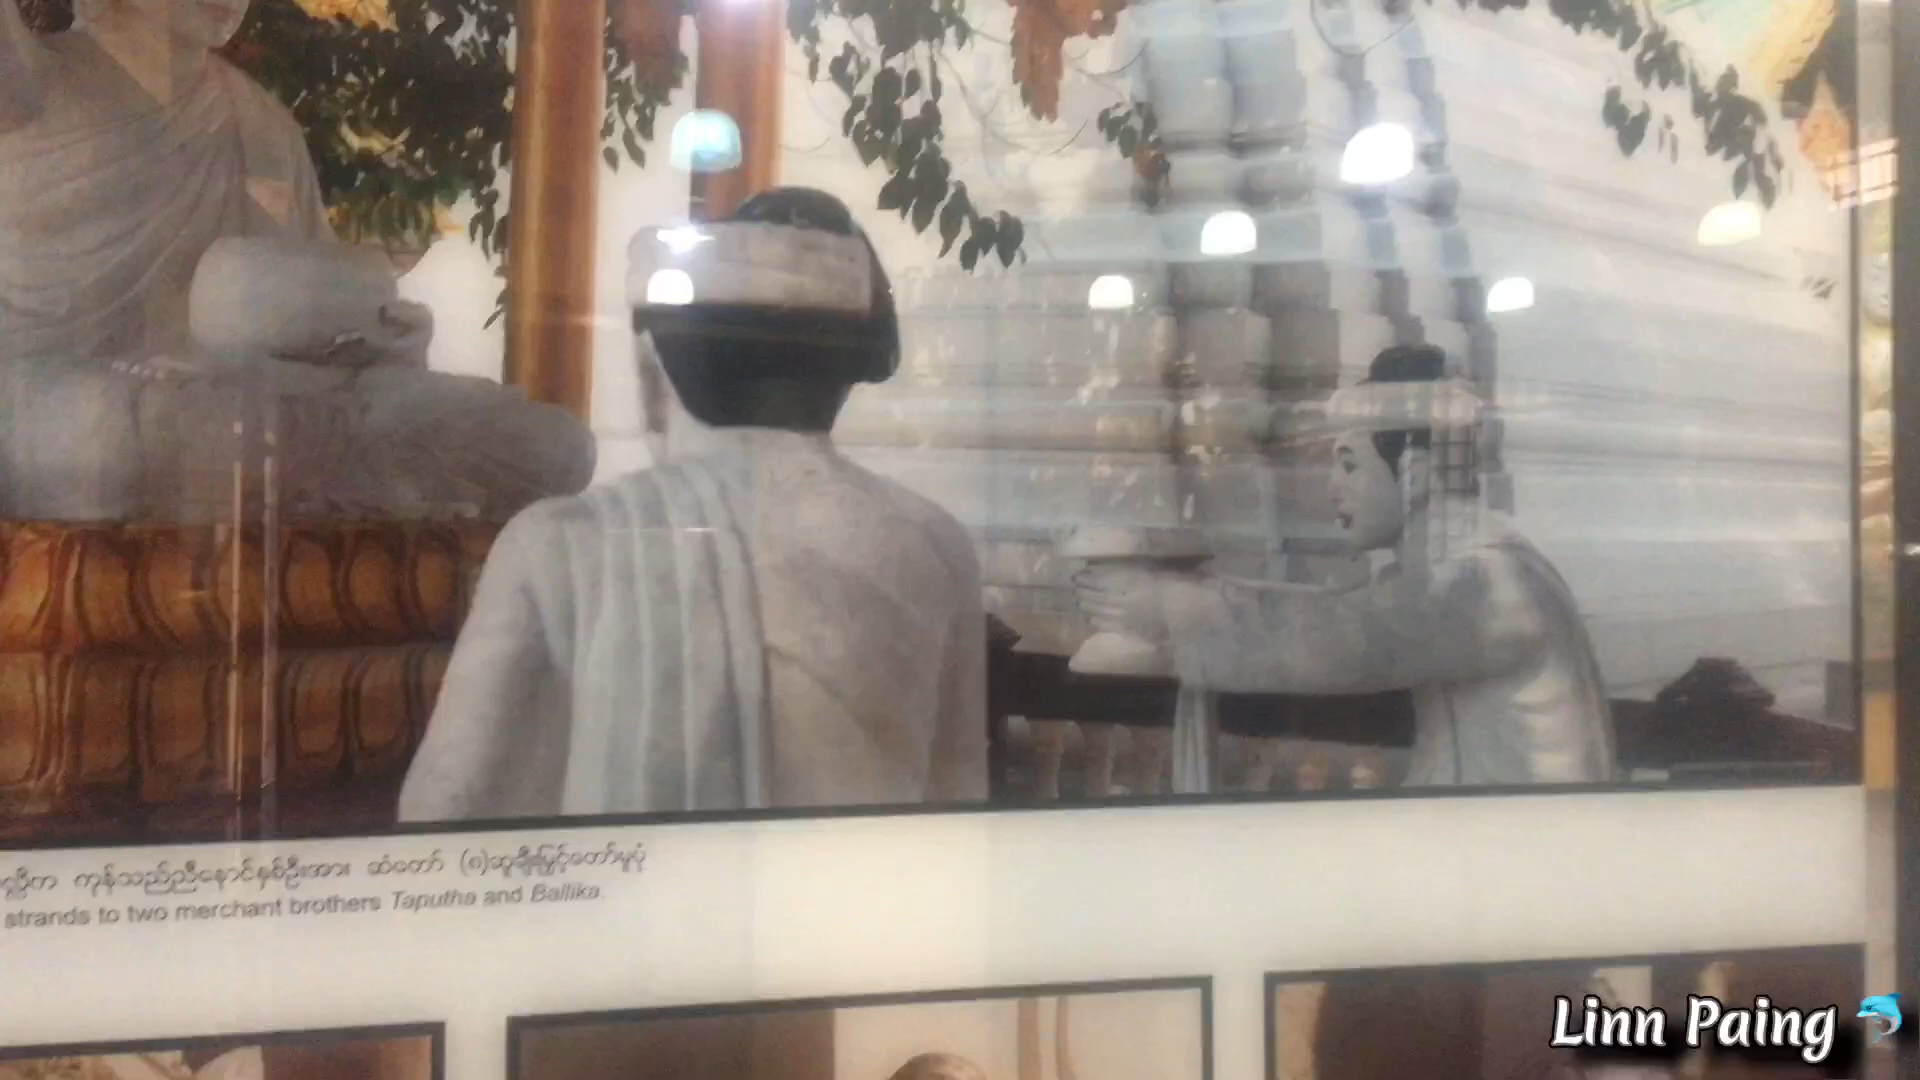 ကုန်သည်ညီနောင်နှစ်ဦးအား ဆံတော် (၈)ဆူချီးမြှင့်တော်မူပုံ
strands to two merchant brothers Taputha and Ballika.
Linn Paing 🐬